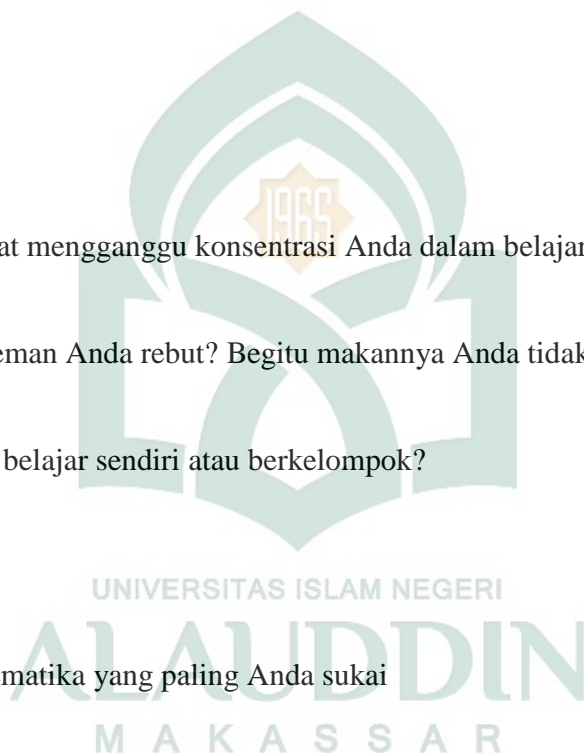 1965
at mengganggu konsentrasi Anda dalam belajar
eman Anda rebut? Begitu makannya Anda tidak
belajar sendiri atau berkelompok?
UNIVERSITAS ISLAM NEGERI
ALAUDDIN
matika yang paling Anda sukai
MAKASSAR